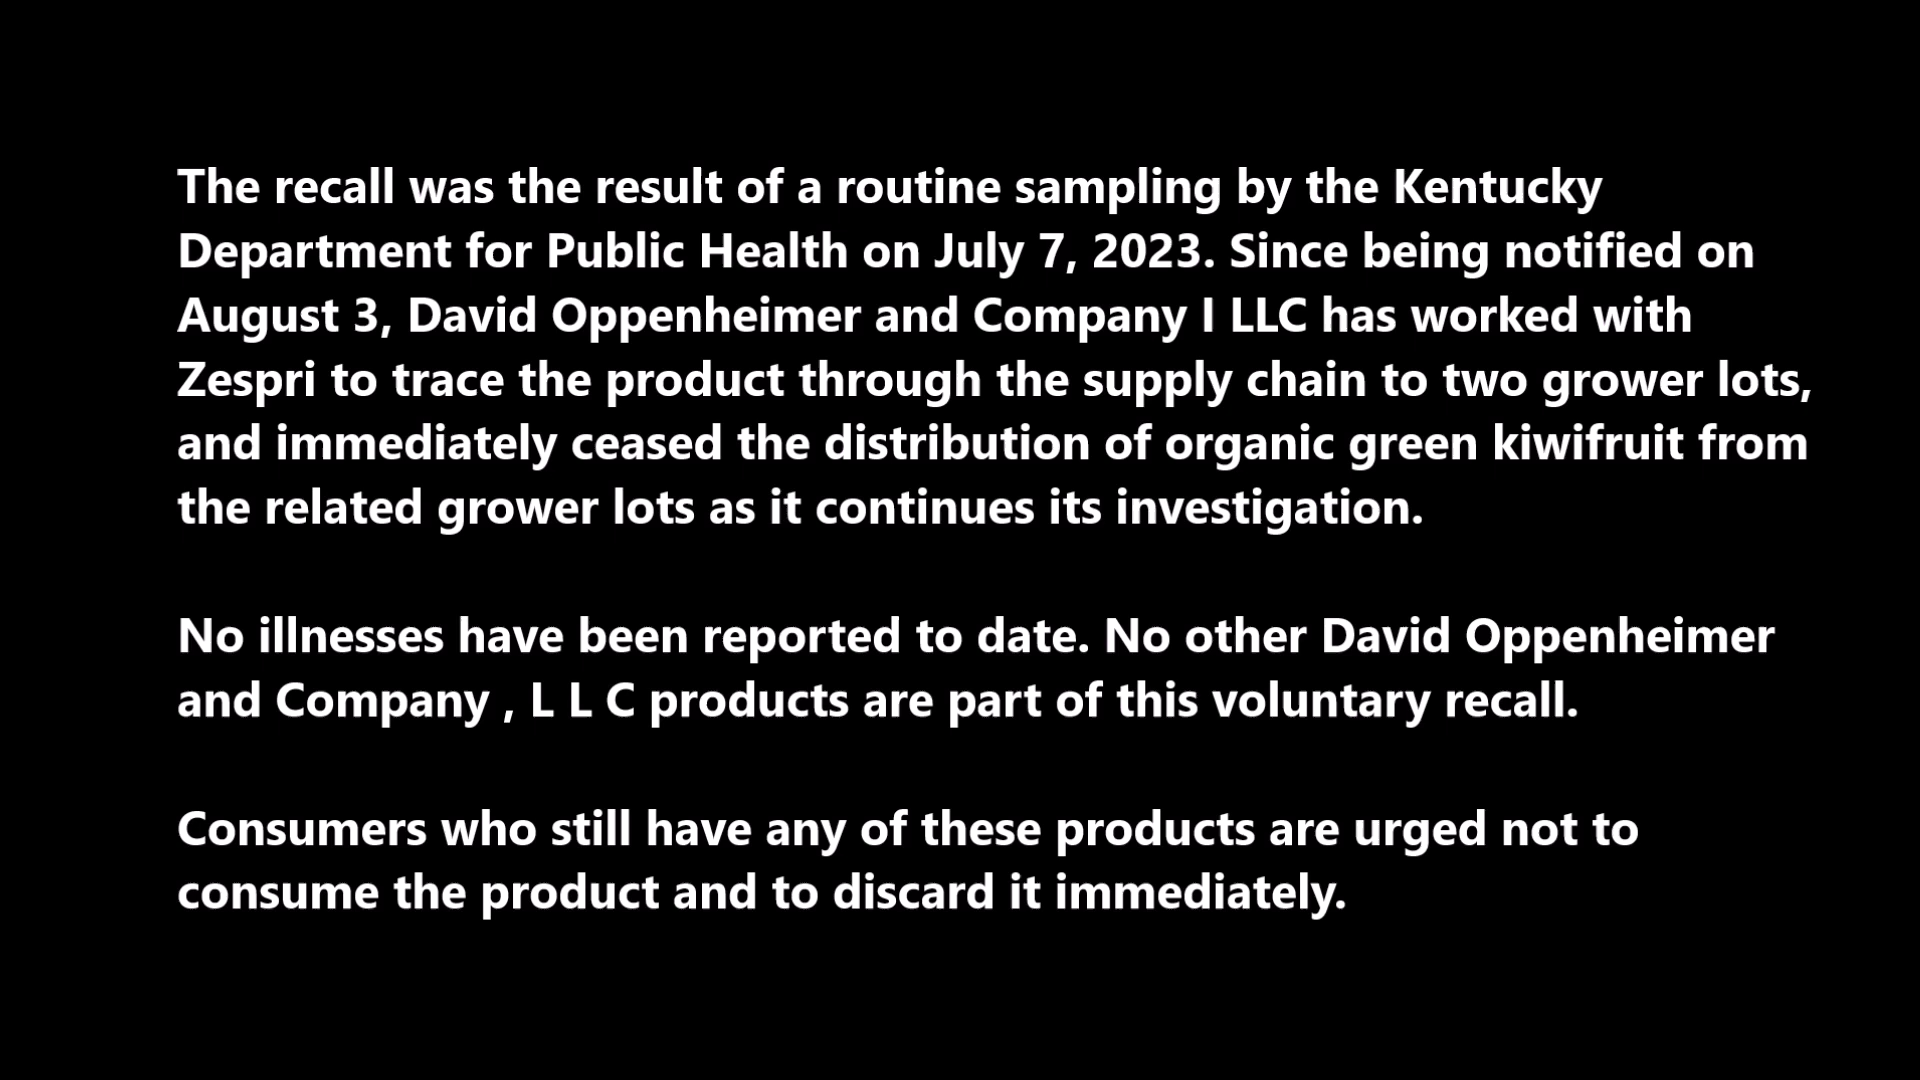 The recall was the result of a routine sampling by the Kentucky
Department for Public Health on July 7, 2023. Since being notified on
August 3, David Oppenheimer and Company I LLC has worked with
Zespri to trace the product through the supply chain to two grower lots,
and immediately ceased the distribution of organic green kiwifruit from
the related grower lots as it continues its investigation.
No illnesses have been reported to date. No other David Oppenheimer
and Company , L L C products are part of this voluntary recall.
Consumers who still have any of these products are urged not to
consume the product and to discard it immediately.